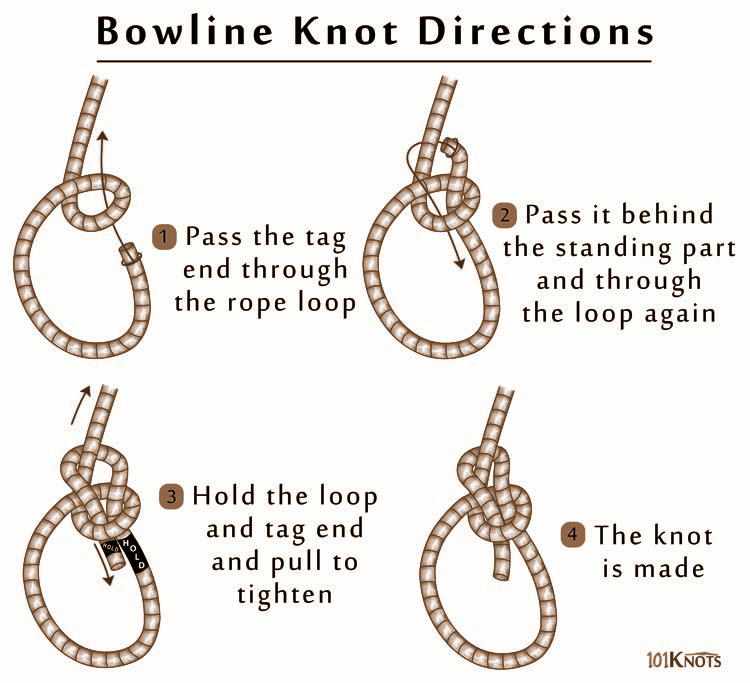 Bowline Knot Directions
1 Pass the tag
end through
the rope loop
2 Pass it behind
the standing part
and through
the loop again
HOLD
HOLD
3 Hold the loop
and tag end
and pull to
tighten
4 The knot
is made
101KNOTS